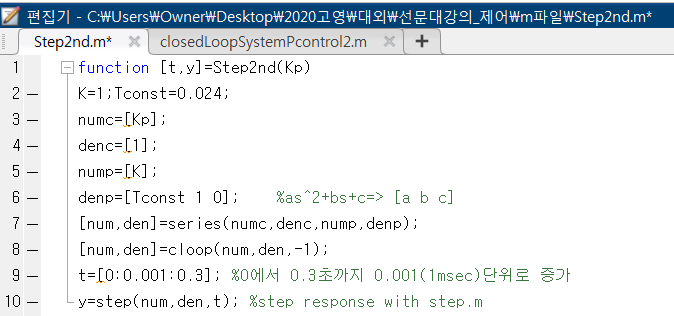 편집기 - C:₩Users₩Owner₩Desktop₩2020고영₩대외₩선문대강의_제어₩m파일₩Step2nd.m*
Step2nd.m* closedLoopSystemPcontrol2.m
1 function [t,y]=Step2nd(Kp)
2 – K=1;Tconst=0.024;
3 – numc=[Kp];
4 – denc=[1];
5 – nump=[K];
6 – denp=[Tconst 1 0]; %as^2+bs+c=> [a b c]
7 – [num,den]=series(numc,denc,nump,denp);
8 – [num,den]=cloop(num,den,-1);
9 – t=[0:0.001:0.3]; %0에서 0.3초까지 0.001(1msec)단위로 증가
10 – y=step(num,den,t); %step response with step.m